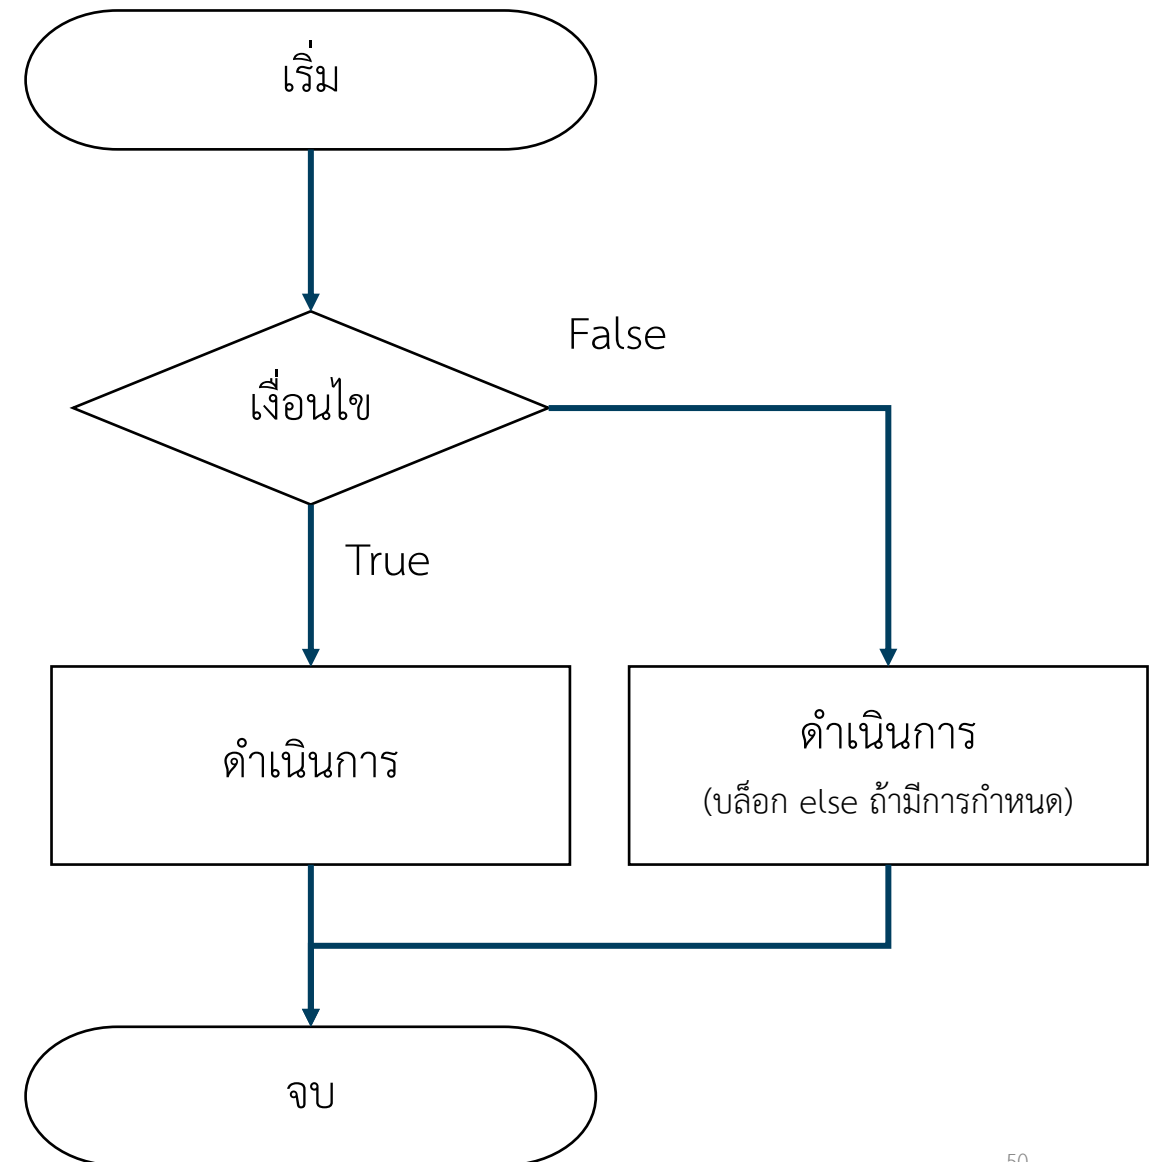 เริ่ม
False
เงื่อนไข
True
ดำเนินการ
ดำเนินการ
(บล็อก else ถ้ามีการกำหนด)
จบ
50